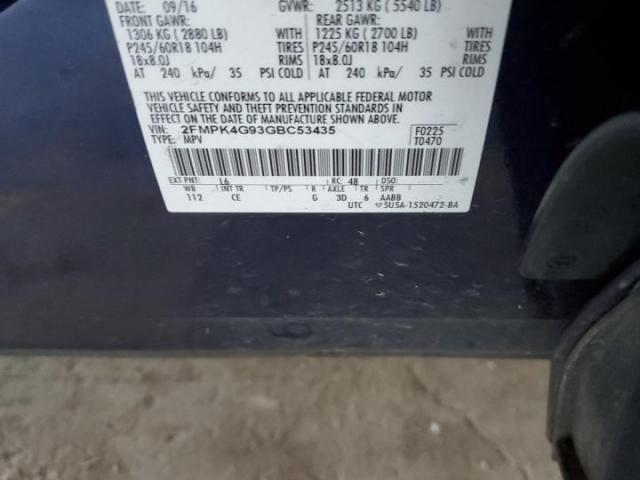 DATE: 09/16 GVWR: 2513 KG ( 5540 LB)
FRONT GAWR: REAR GAWR:
1306 KG ( 2880 LB) WITH 1225 KG ( 2700 LB) WITH
P245/60R18 104H TIRES P245/60R18 104H TIRES
18x8.0J RIMS 18x8.0J RIMS
AT 240 kPa/ 35 PSI COLD AT 240 kPa/ 35 PSI COLD
THIS VEHICLE CONFORMS TO ALL APPLICABLE FEDERAL MOTOR
VEHICLE SAFETY AND THEFT PREVENTION STANDARDS IN
EFFECT ON THE DATE OF MANUFACTURE SHOWN ABOVE.
VIN: 2FMPK4G93GBC53435 F0225
TYPE: MPV T0470
EXT PNT: L6 RC: 48 DSO:
WB INT TR TP/PS R AXLE TR SPR
112 CE G 3D 6 AABB
UTC 5USA-1520472-BA